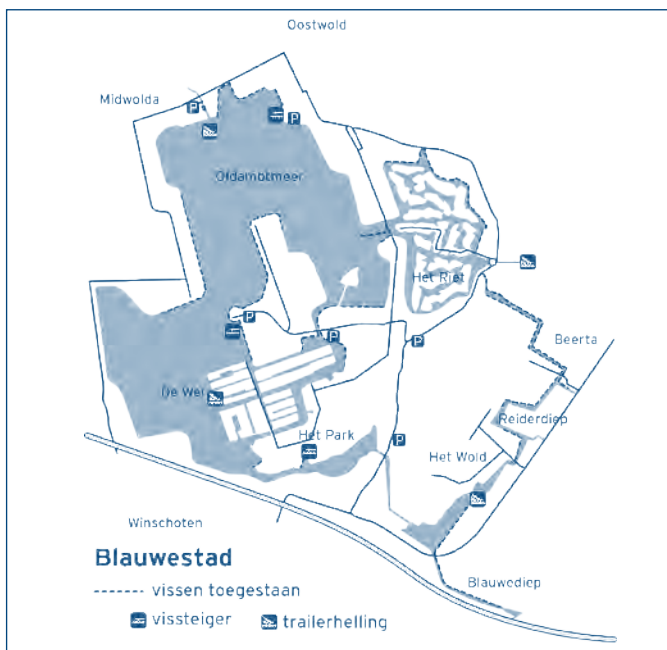 Oostwold
Midwolda
P
P
Oldambtmeer
Het Riet
P
Beerta
P
P
De Wei
Reiderdiep
Het Park
P
Het Wold
Winschoten
Blauwestad
Blauwediep
vissen toegestaan
vissteiger trailerhelling